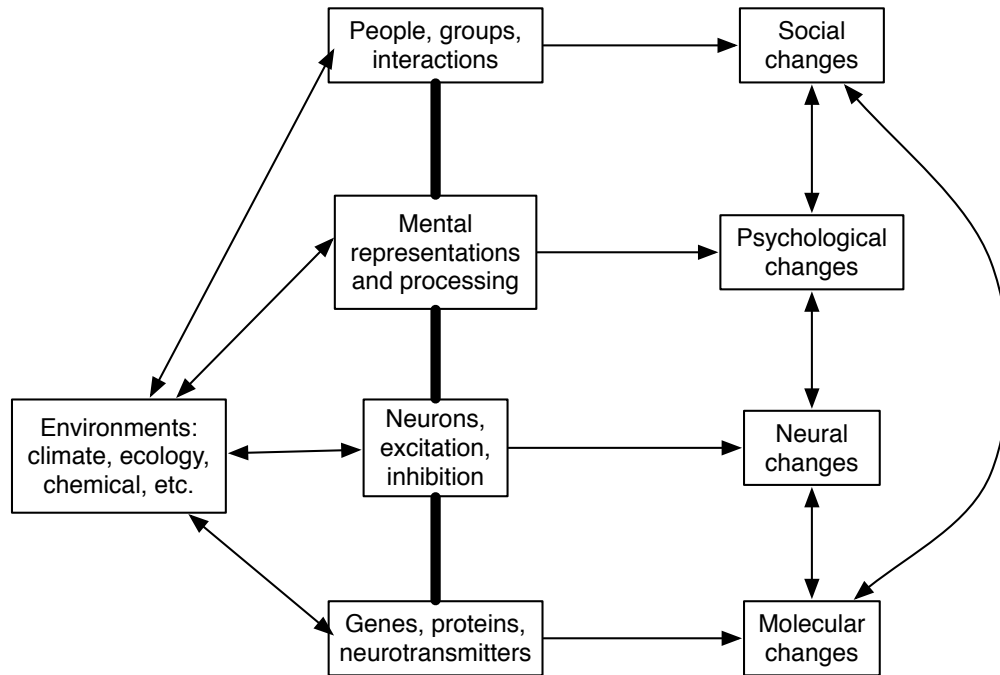 People, groups,
interactions
Social
changes
Mental
representations
and processing
Psychological
changes
Environments:
climate, ecology,
chemical, etc.
Neurons,
excitation,
inhibition
Neural
changes
Genes, proteins,
neurotransmitters
Molecular
changes